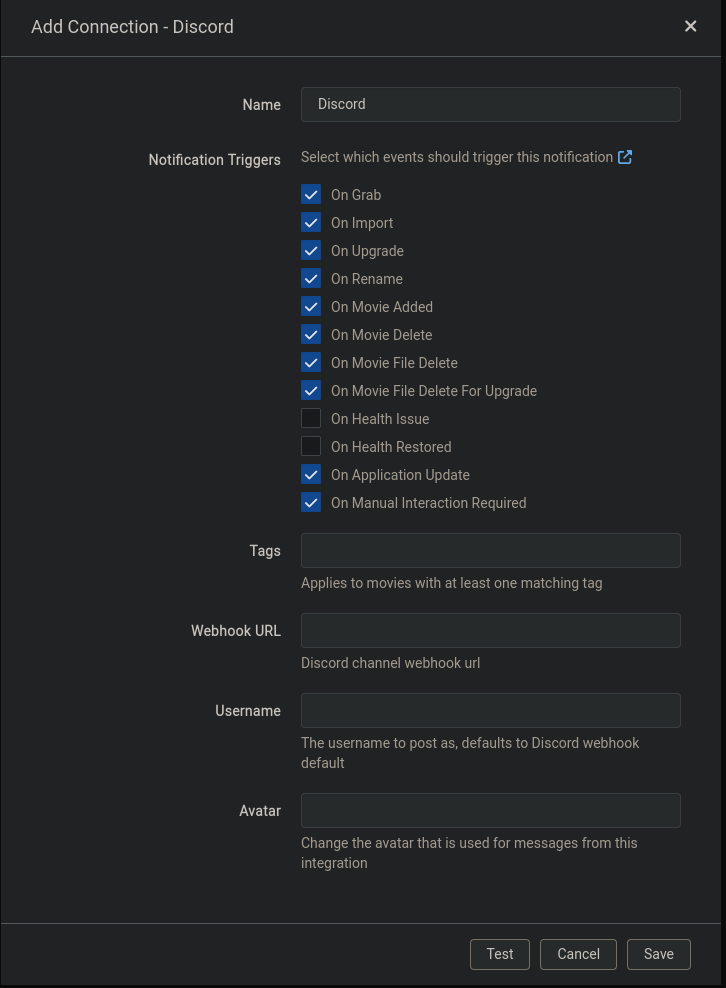 Add Connection - Discord
Name
Discord
Notification Triggers
Select which events should trigger this notification
On Grab
On Import
On Upgrade
On Rename
On Movie Added
On Movie Delete
On Movie File Delete
On Movie File Delete For Upgrade
On Health Issue
On Health Restored
On Application Update
On Manual Interaction Required
Tags
Applies to movies with at least one matching tag
Webhook URL
Discord channel webhook url
Username
The username to post as, defaults to Discord webhook
default
Avatar
Change the avatar that is used for messages from this
integration
Test
Cancel
Save